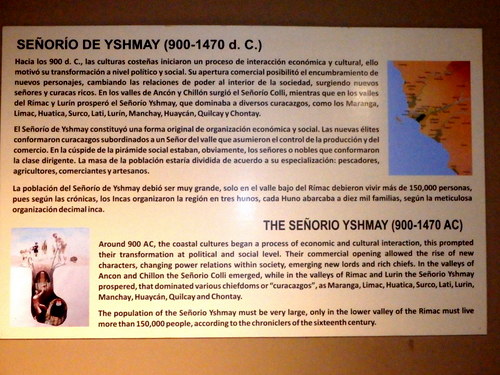 SEÑORÍO DE YSHMAY (900-1470 d. C.)
Hacia los 900 d. C., las culturas costeñas iniciaron un proceso de interacción económica y cultural, ello
motivó su transformación a nivel político y social. Su apertura comercial posibilitó el encumbramiento de
nuevos personajes, cambiando las relaciones de poder al interior de la sociedad, surgiendo nuevos
señores y curacas ricos. En los valles de Ancón y Chillón surgió el Señorío Colli, mientras que en los valles
del Rímac y Lurín prosperó el Señorío Yshmay, que dominaba a diversos curacazgos, como los Maranga,
Limac, Huatica, Surco, Lati, Lurín, Manchay, Huaycán, Quilcay y Chontay.
El Señorío de Yshmay constituyó una forma original de organización económica y social. Las nuevas élites
conformaron curacazgos subordinados a un Señor del valle que asumieron el control de la producción y del
comercio. En la cúspide de la pirámide social estaban, obviamente, los señores o nobles que conformaron
la clase dirigente. La masa de la población estaría dividida de acuerdo a su especialización: pescadores,
agricultores, comerciantes y artesanos.
La población del Señorío de Yshmay debió ser muy grande, solo en el valle bajo del Rímac debieron vivir más de 150,000 personas,
pues según las crónicas, los Incas organizaron la región en tres hunos, cada Huno abarcaba a diez mil familias, según la meticulosa
organización decimal inca.
THE SEÑORIO YSHMAY (900-1470 AC)
Around 900 AC, the coastal cultures began a process of economic and cultural interaction, this prompted
their transformation at political and social level. Their commercial opening allowed the rise of new
characters, changing power relations within society, emerging new lords and rich chiefs. In the valleys of
Ancon and Chillon the Señorio Colli emerged, while in the valleys of Rimac and Lurin the Señorio Yshmay
prospered, that dominated various chiefdoms or "curacazgos", as Maranga, Limac, Huatica, Surco, Lati, Lurín,
Manchay, Huaycán, Quilcay and Chontay.
The population of the Señorio Yshmay must be very large, only in the lower valley of the Rimac must live
more than 150,000 people, according to the chroniclers of the sixteenth century.